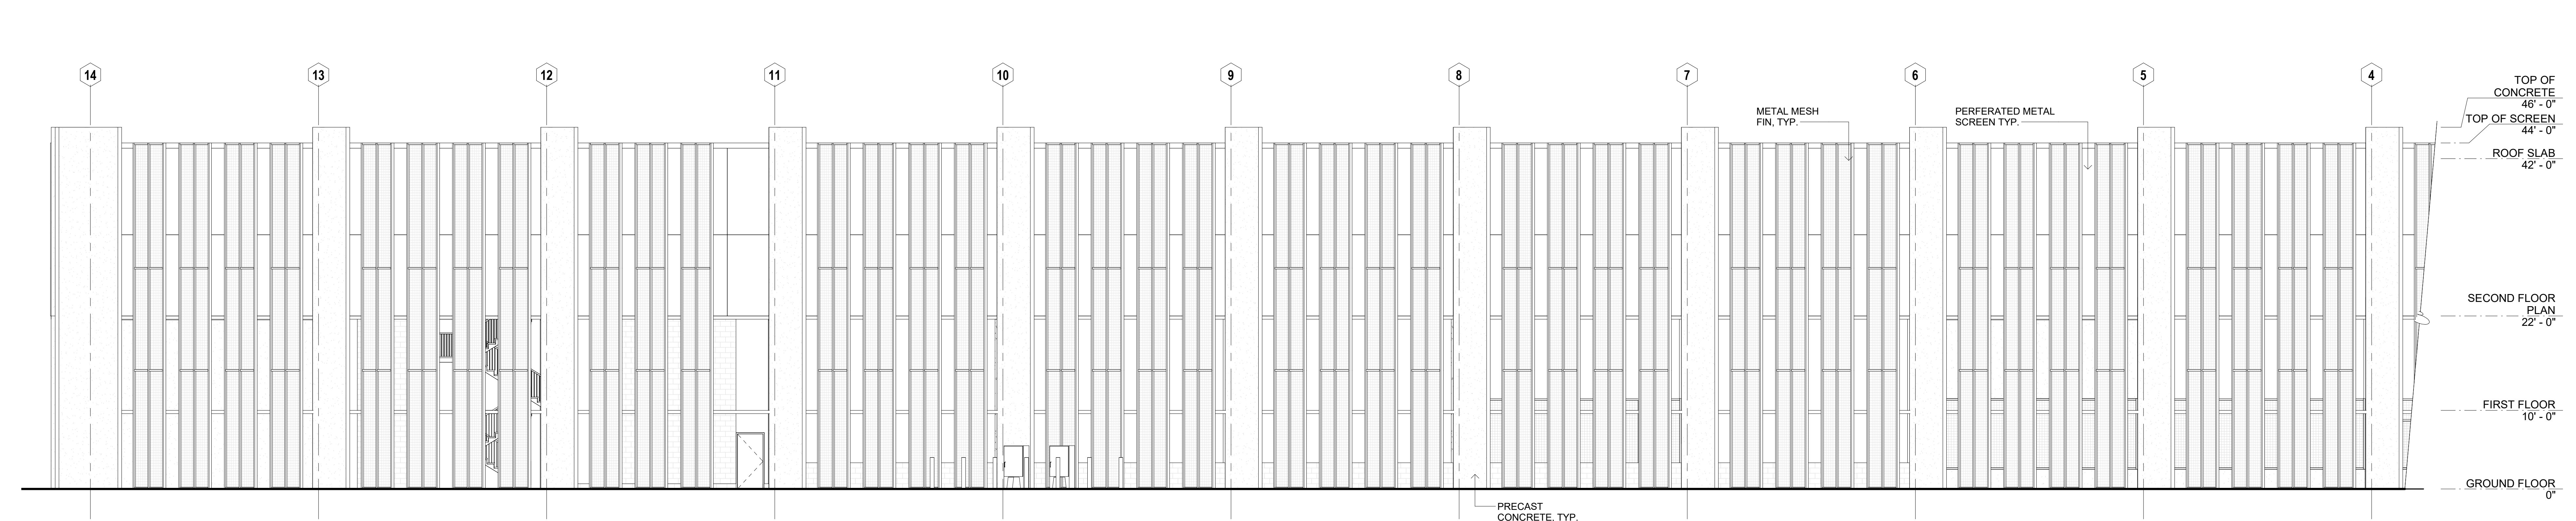 14
13
12
11
10
9
8
7
6
5
4
METAL MESH
FIN, TYP.
PERFERATED METAL
SCREEN TYP.
TOP OF
CONCRETE
46' - 0"
TOP OF SCREEN
44' - 0"
ROOF SLAB
42' - 0"
SECOND FLOOR
PLAN
22' - 0"
FIRST FLOOR
10' - 0"
GROUND FLOOR
0"
PRECAST
CONCRETE, TYP.